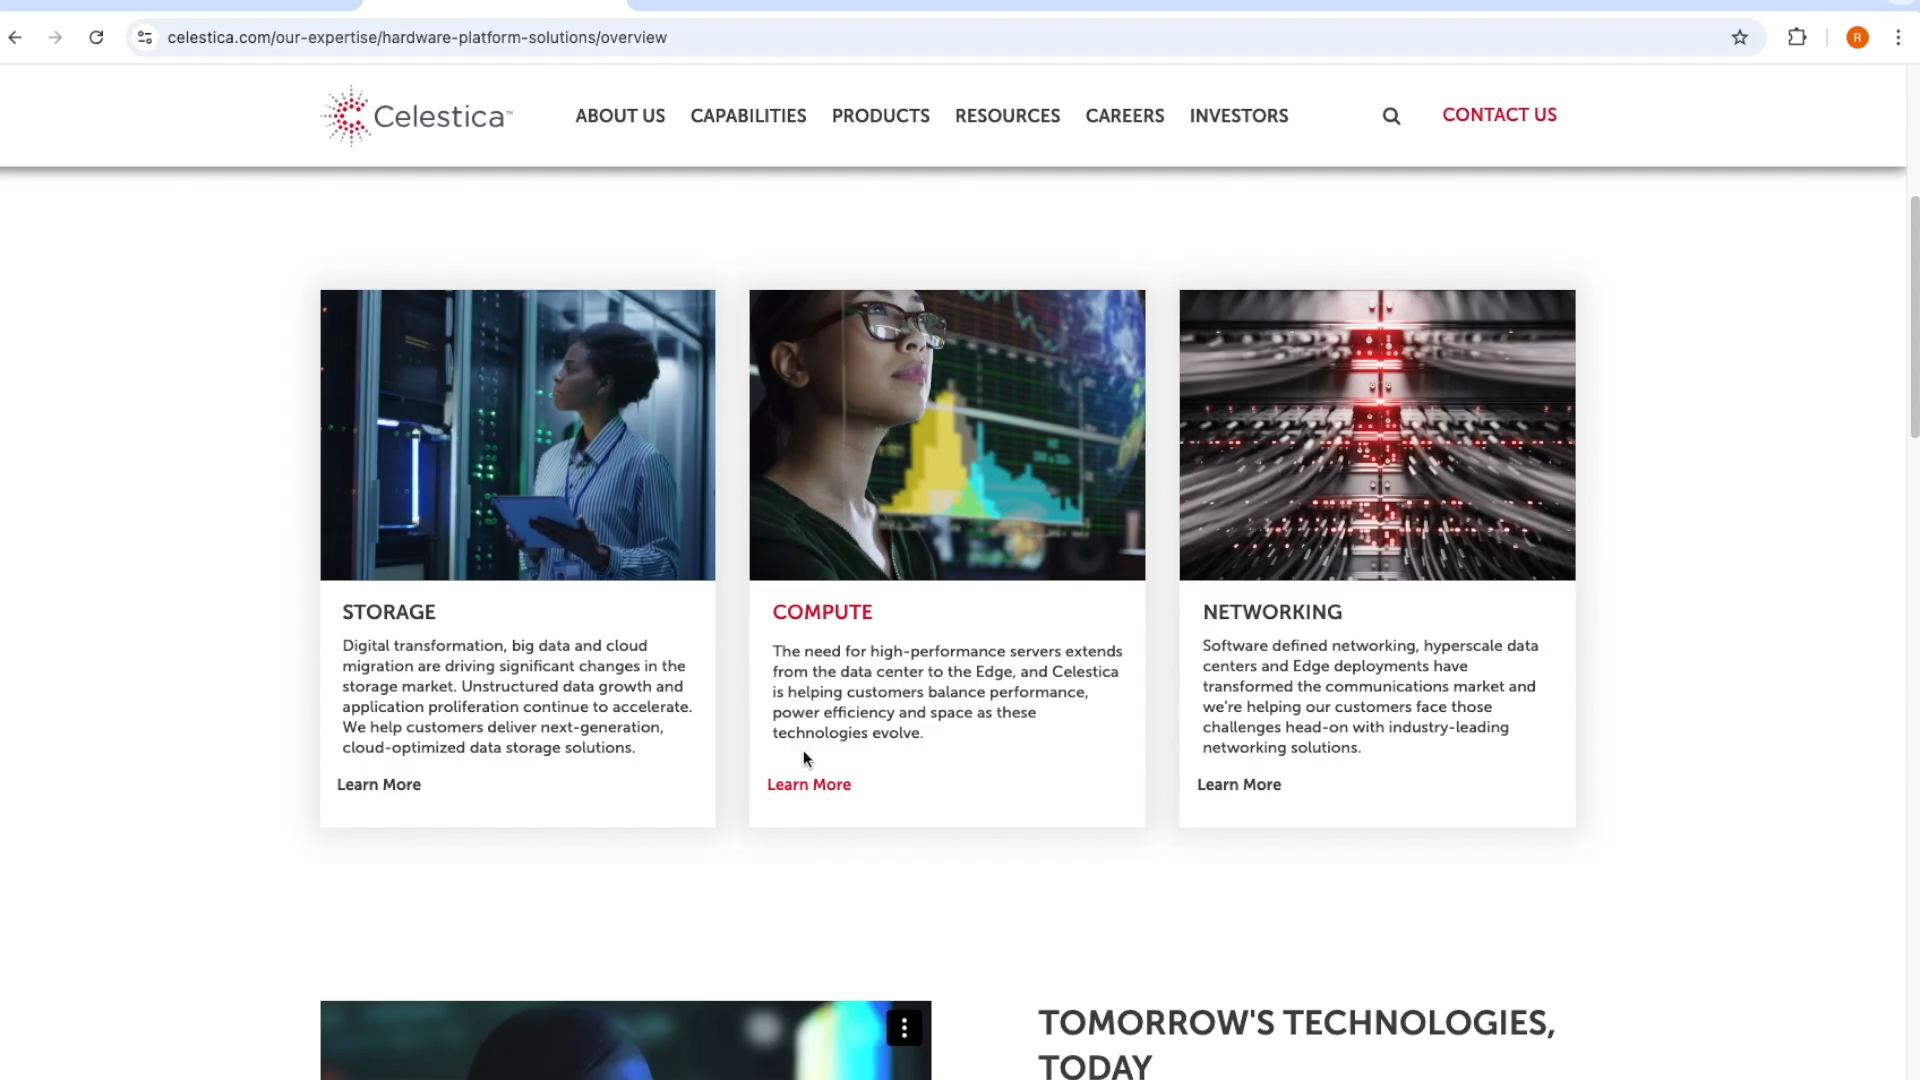 celestica.com/our-expertise/hardware-platform-solutions/overview
R
Celestica™
ABOUT US
CAPABILITIES
PRODUCTS
RESOURCES
CAREERS
INVESTORS
CONTACT US
STORAGE
Digital transformation, big data and cloud
migration are driving significant changes in the
storage market. Unstructured data growth and
application proliferation continue to accelerate.
We help customers deliver next-generation,
cloud-optimized data storage solutions.
Learn More
COMPUTE
The need for high-performance servers extends
from the data center to the Edge, and Celestica
is helping customers balance performance,
power efficiency and space as these
technologies evolve.
Learn More
NETWORKING
Software defined networking, hyperscale data
centers and Edge deployments have
transformed the communications market and
we're helping our customers face those
challenges head-on with industry-leading
networking solutions.
Learn More
TOMORROW'S TECHNOLOGIES,
TODAY